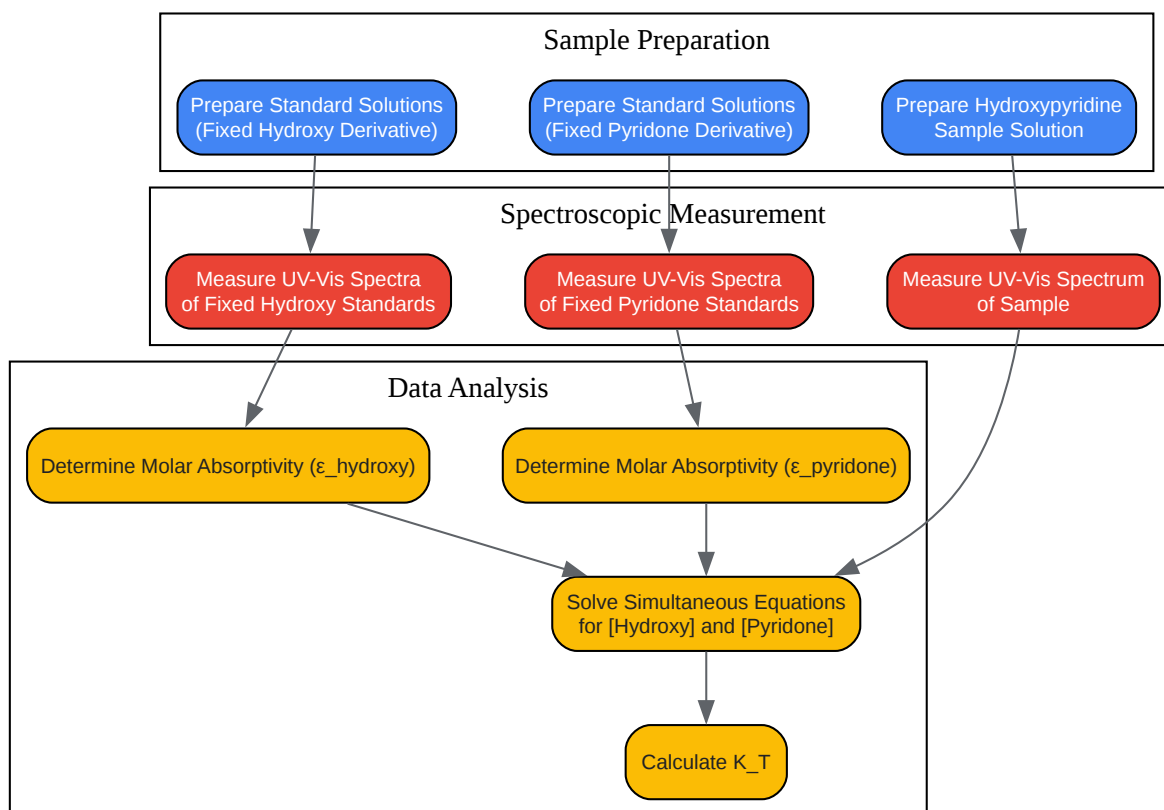 Sample Preparation
Prepare Standard Solutions
(Fixed Hydroxy Derivative)
Prepare Standard Solutions
(Fixed Pyridone Derivative)
Prepare Hydroxypyridine
Sample Solution
Spectroscopic Measurement
Measure UV-Vis Spectra
of Fixed Hydroxy Standards
Measure UV-Vis Spectra
of Fixed Pyridone Standards
Measure UV-Vis Spectrum
of Sample
Data Analysis
Determine Molar Absorptivity (ε_hydroxy)
Determine Molar Absorptivity (ε_pyridone)
Solve Simultaneous Equations
for [Hydroxy] and [Pyridone]
Calculate K_T